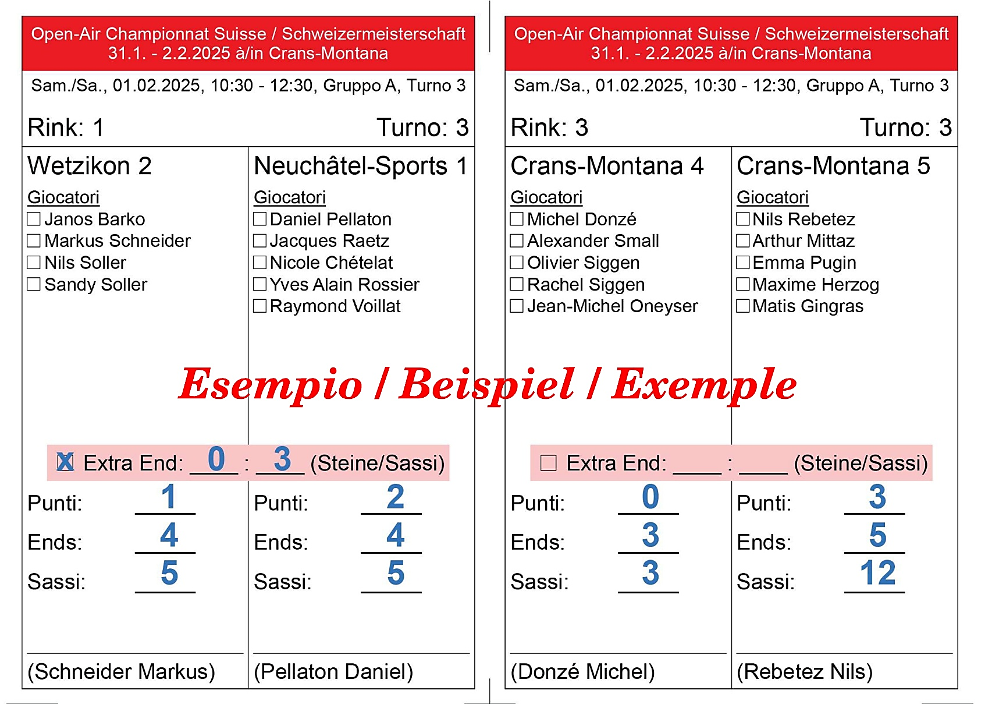 Open-Air Championnat Suisse / Schweizermeisterschaft
31.1. - 2.2.2025 à/in Crans-Montana
Sam./Sa., 01.02.2025, 10:30 - 12:30, Gruppo A, Turno 3
Rink: 1 Turno: 3
Wetzikon 2
Giocatori
Janos Barko
Markus Schneider
Nils Soller
Sandy Soller
Neuchâtel-Sports 1
Giocatori
Daniel Pellaton
Jacques Raetz
Nicole Chételat
Yves Alain Rossier
Raymond Voillat
X Extra End: 0 : 3 (Steine/Sassi)
Punti: 1
Ends: 4
Sassi: 5
(Schneider Markus)
Punti: 2
Ends: 4
Sassi: 5
(Pellaton Daniel)
Open-Air Championnat Suisse / Schweizermeisterschaft
31.1. - 2.2.2025 à/in Crans-Montana
Sam./Sa., 01.02.2025, 10:30 - 12:30, Gruppo A, Turno 3
Rink: 3 Turno: 3
Crans-Montana 4
Giocatori
Michel Donzé
Alexander Small
Olivier Siggen
Rachel Siggen
Jean-Michel Oneyser
Crans-Montana 5
Giocatori
Nils Rebetez
Arthur Mittaz
Emma Pugin
Maxime Herzog
Matis Gingras
Esempio / Beispiel / Exemple
Extra End: ____ : ____ (Steine/Sassi)
Punti: 0
Ends: 3
Sassi: 3
(Donzé Michel)
Punti: 3
Ends: 5
Sassi: 12
(Rebetez Nils)